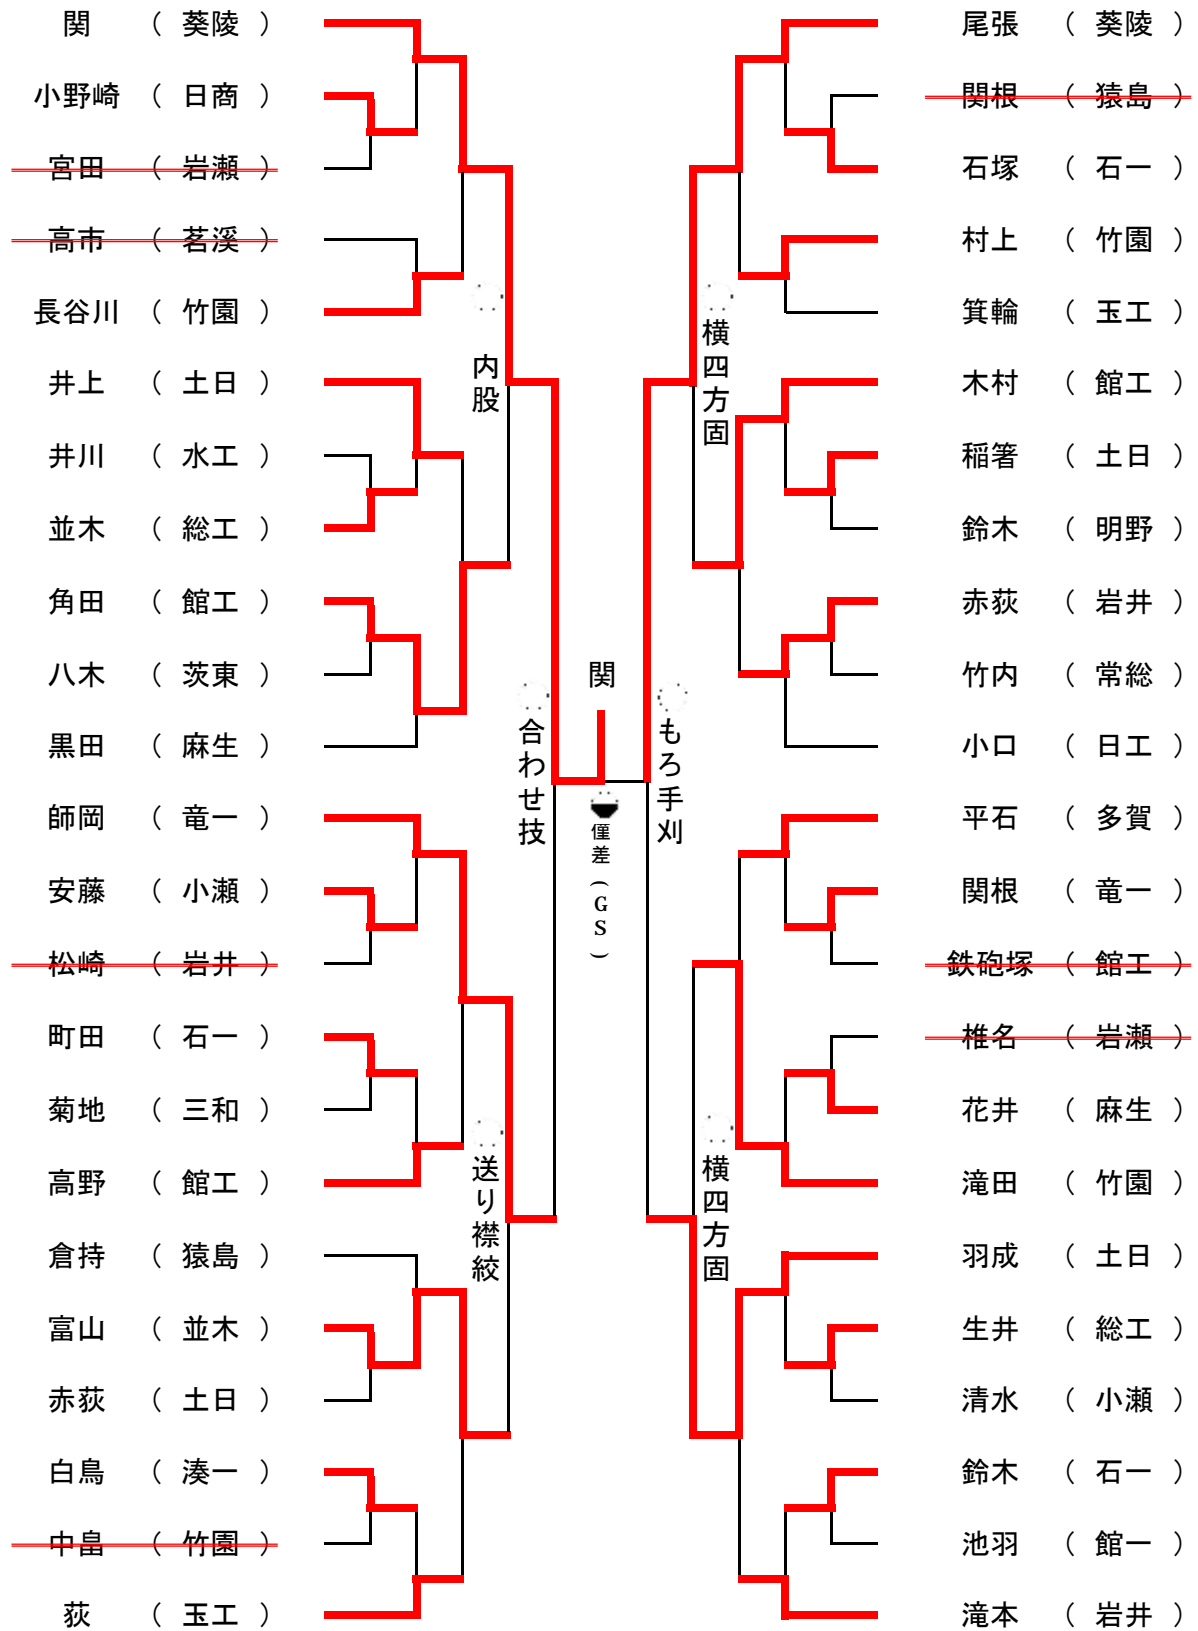 関 （ 葵陵 ）
小野崎 （ 日商 ）
宮田 （ 岩瀬 ）
高市 （ 茗溪 ）
長谷川 （ 竹園 ）
井上 （ 土日 ）
井川 （ 水工 ）
並木 （ 総工 ）
角田 （ 館工 ）
八木 （ 茨東 ）
黒田 （ 麻生 ）
師岡 （ 竜一 ）
安藤 （ 小瀬 ）
松崎 （ 岩井 ）
町田 （ 石一 ）
菊地 （ 三和 ）
高野 （ 館工 ）
倉持 （ 猿島 ）
富山 （ 並木 ）
赤荻 （ 土日 ）
白鳥 （ 湊一 ）
中畠 （ 竹園 ）
荻 （ 玉工 ）
内股
送り襟絞
合わせ技
関
僅差（GS）
もろ手刈
横四方固
横四方固
尾張 （ 葵陵 ）
関根 （ 猿島 ）
石塚 （ 石一 ）
村上 （ 竹園 ）
箕輪 （ 玉工 ）
木村 （ 館工 ）
稲箸 （ 土日 ）
鈴木 （ 明野 ）
赤荻 （ 岩井 ）
竹内 （ 常総 ）
小口 （ 日工 ）
平石 （ 多賀 ）
関根 （ 竜一 ）
鉄砲塚 （ 館工 ）
椎名 （ 岩瀬 ）
花井 （ 麻生 ）
滝田 （ 竹園 ）
羽成 （ 土日 ）
生井 （ 総工 ）
清水 （ 小瀬 ）
鈴木 （ 石一 ）
池羽 （ 館一 ）
滝本 （ 岩井 ）